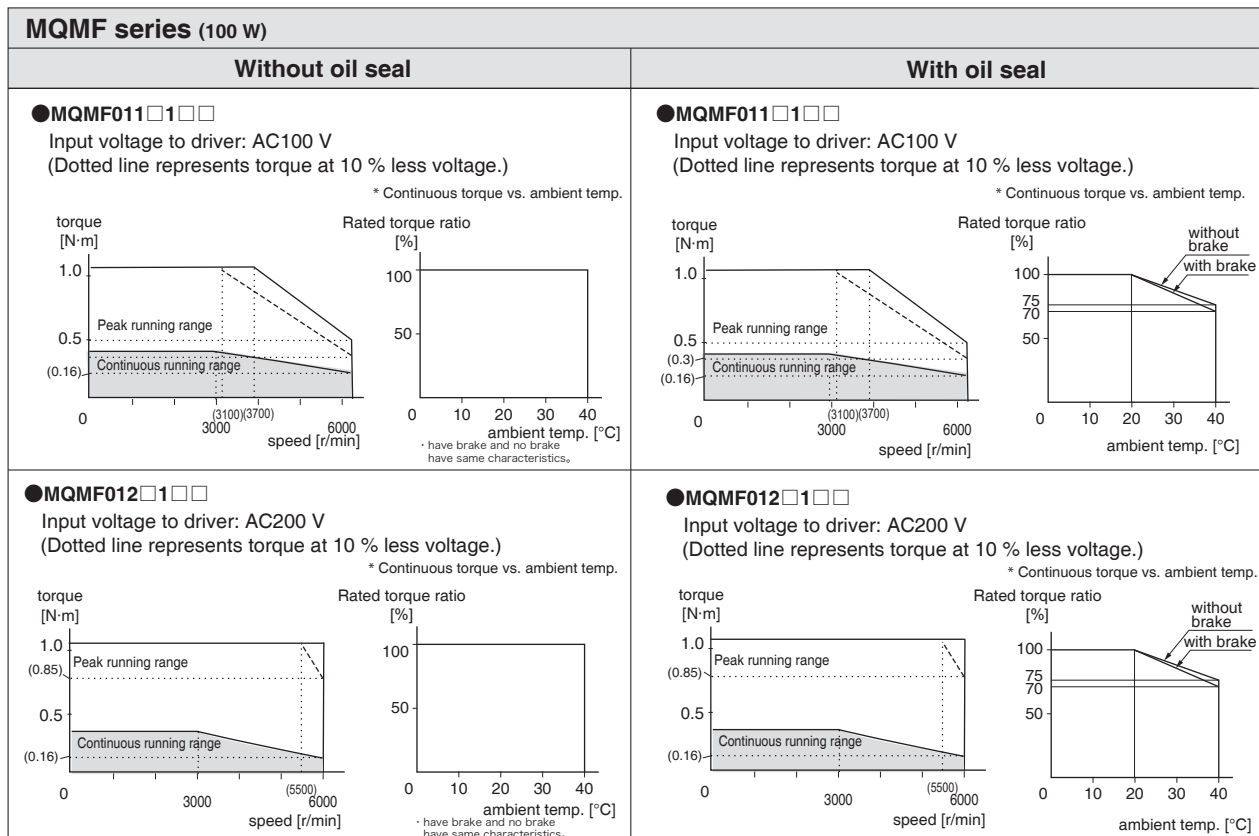 MQMF series (100 W)
Without oil seal
With oil seal
●MQMF011□1□□
Input voltage to driver: AC100 V
(Dotted line represents torque at 10 % less voltage.)
* Continuous torque vs. ambient temp.
torque
[N·m]
1.0
0.5
(0.16)
Peak running range
Continuous running range
0
(3100)(3700)
3000
6000
speed [r/min]
Rated torque ratio
[%]
100
50
0
10
20
30
40
ambient temp. [°C]
· have brake and no brake
have same characteristics。
●MQMF011□1□□
Input voltage to driver: AC100 V
(Dotted line represents torque at 10 % less voltage.)
* Continuous torque vs. ambient temp.
torque
[N·m]
1.0
0.5
(0.3)
(0.16)
Peak running range
Continuous running range
0
(3100)(3700)
3000
6000
speed [r/min]
Rated torque ratio
[%]
without
brake
with brake
100
75
70
50
0
10
20
30
40
ambient temp. [°C]
●MQMF012□1□□
Input voltage to driver: AC200 V
(Dotted line represents torque at 10 % less voltage.)
* Continuous torque vs. ambient temp.
torque
[N·m]
1.0
(0.85)
0.5
(0.16)
Peak running range
Continuous running range
0
3000
(5500)
6000
speed [r/min]
Rated torque ratio
[%]
100
50
0
10
20
30
40
ambient temp. [°C]
· have brake and no brake
have same characteristics。
●MQMF012□1□□
Input voltage to driver: AC200 V
(Dotted line represents torque at 10 % less voltage.)
* Continuous torque vs. ambient temp.
torque
[N·m]
1.0
(0.85)
0.5
(0.16)
Peak running range
Continuous running range
0
3000
(5500)
6000
speed [r/min]
Rated torque ratio
[%]
without
brake
with brake
100
75
70
50
0
10
20
30
40
ambient temp. [°C]